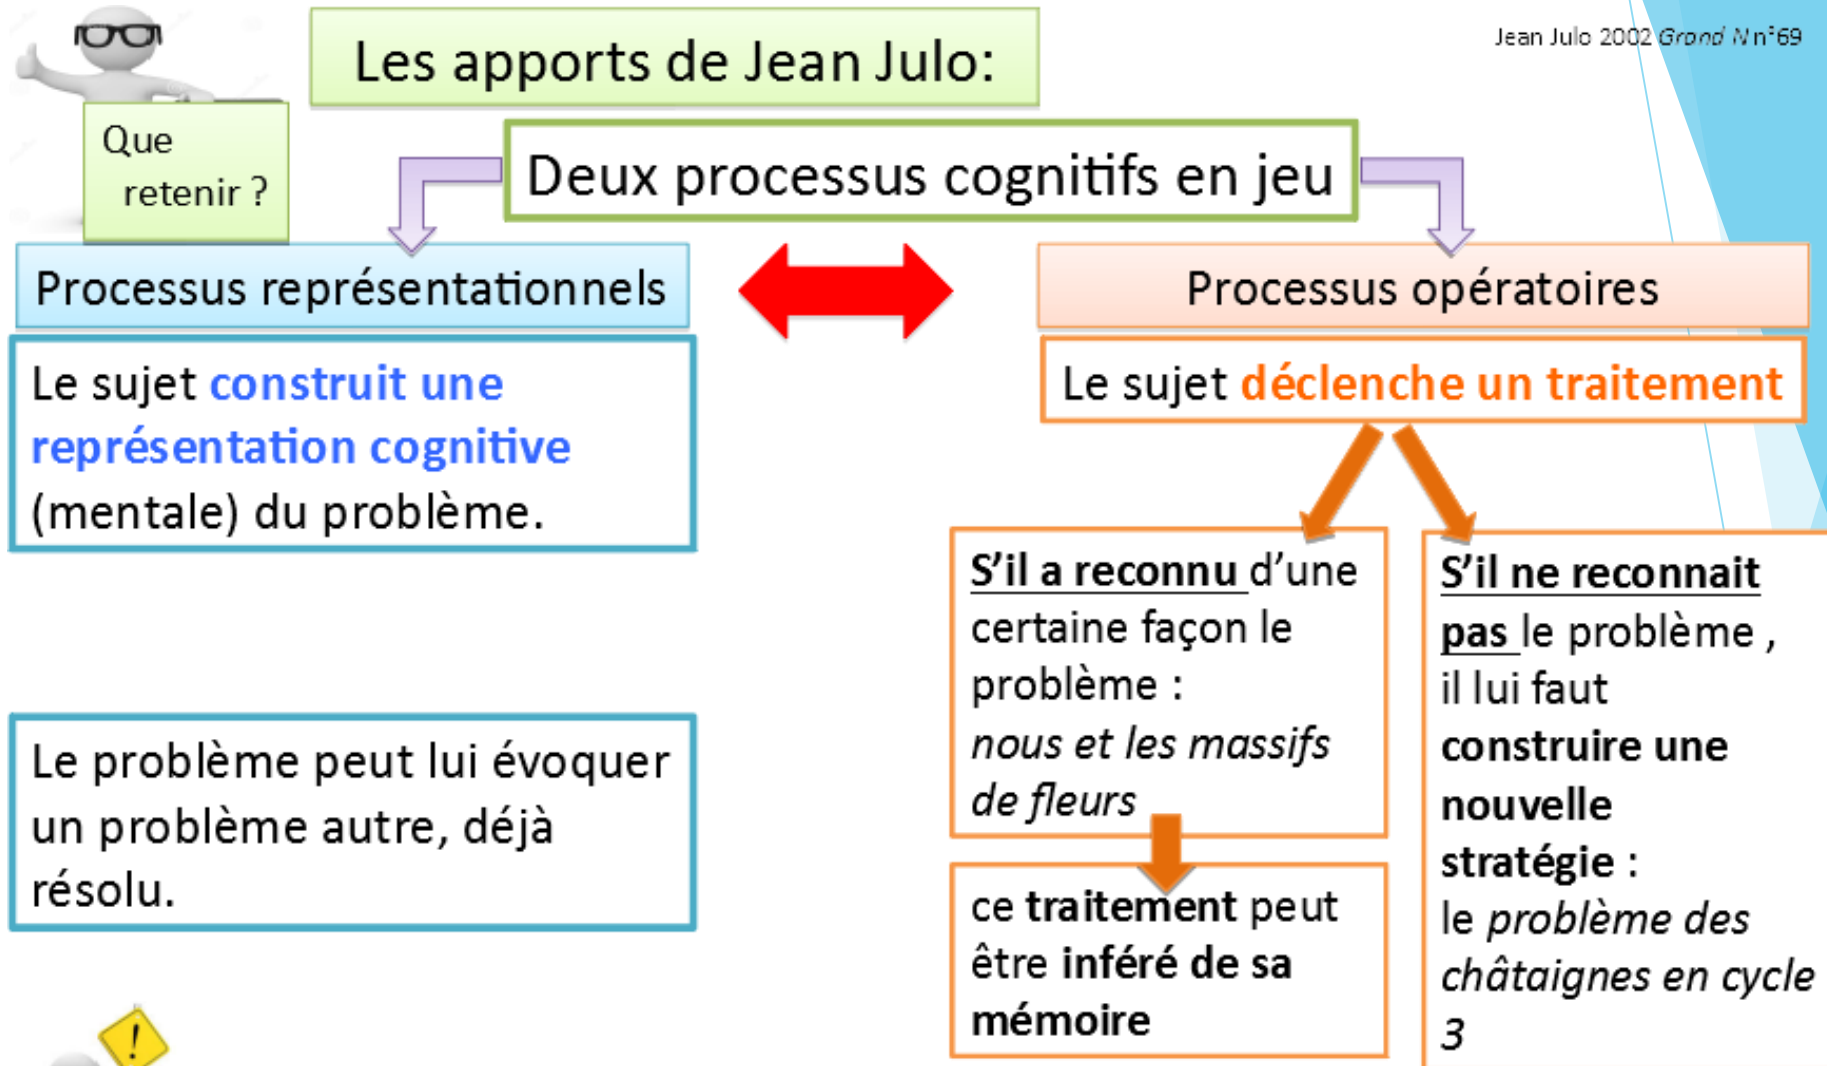 Jean Julo 2002 Grand N n°69
Les apports de Jean Julo:
Que
retenir ?
Deux processus cognitifs en jeu
Processus représentationnels
Processus opératoires
Le sujet construit une
représentation cognitive
(mentale) du problème.
Le problème peut lui évoquer
un problème autre, déjà
résolu.
Le sujet déclenche un traitement
S'il a reconnu d'une
certaine façon le
problème :
nous et les massifs
de fleurs
ce traitement peut
être inféré de sa
mémoire
S'il ne reconnait
pas le problème ,
il lui faut
construire une
nouvelle
stratégie :
le problème des
châtaignes en cycle
3
!